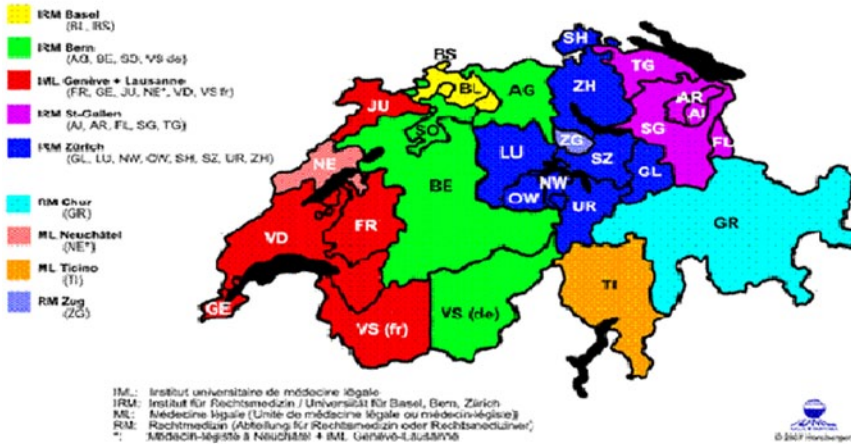 IRM Basel
(BL, BS)
IRM Bern
(AG, BE, SO, VS de)
IML Genève + Lausanne
(FR, GE, JU, NE*, VD, VS fr)
IRM St-Gallen
(AI, AR, FL, SG, TG)
IRM Zürich
(GL, LU, NW, OW, SH, SZ, UR, ZH)
RM Chur
(GR)
ML Neuchâtel
(NE*)
ML Ticino
(TI)
RM Zug
(ZG)
SH
BS
TG
BL
AG
ZH
AR
AI
JU
SO
SG
ZG
LU
SZ
FL
NE
GL
BE
NW
OW
UR
GR
VD
FR
TI
GE
VS (fr)
VS (de)
IML: Institut universitaire de médecine légale
IRM: Institut für Rechtsmedizin / Universität für Basel, Bern, Zürich
ML: Médecine légale (Unité de médecine légale ou médecin-légiste)
RM: Rechtmedizin (Abteilung für Rechtsmedizin oder Rechtsmediziner)
*: Médecin-légiste à Neuchâtel + IML Genève-Lausanne
© 2007